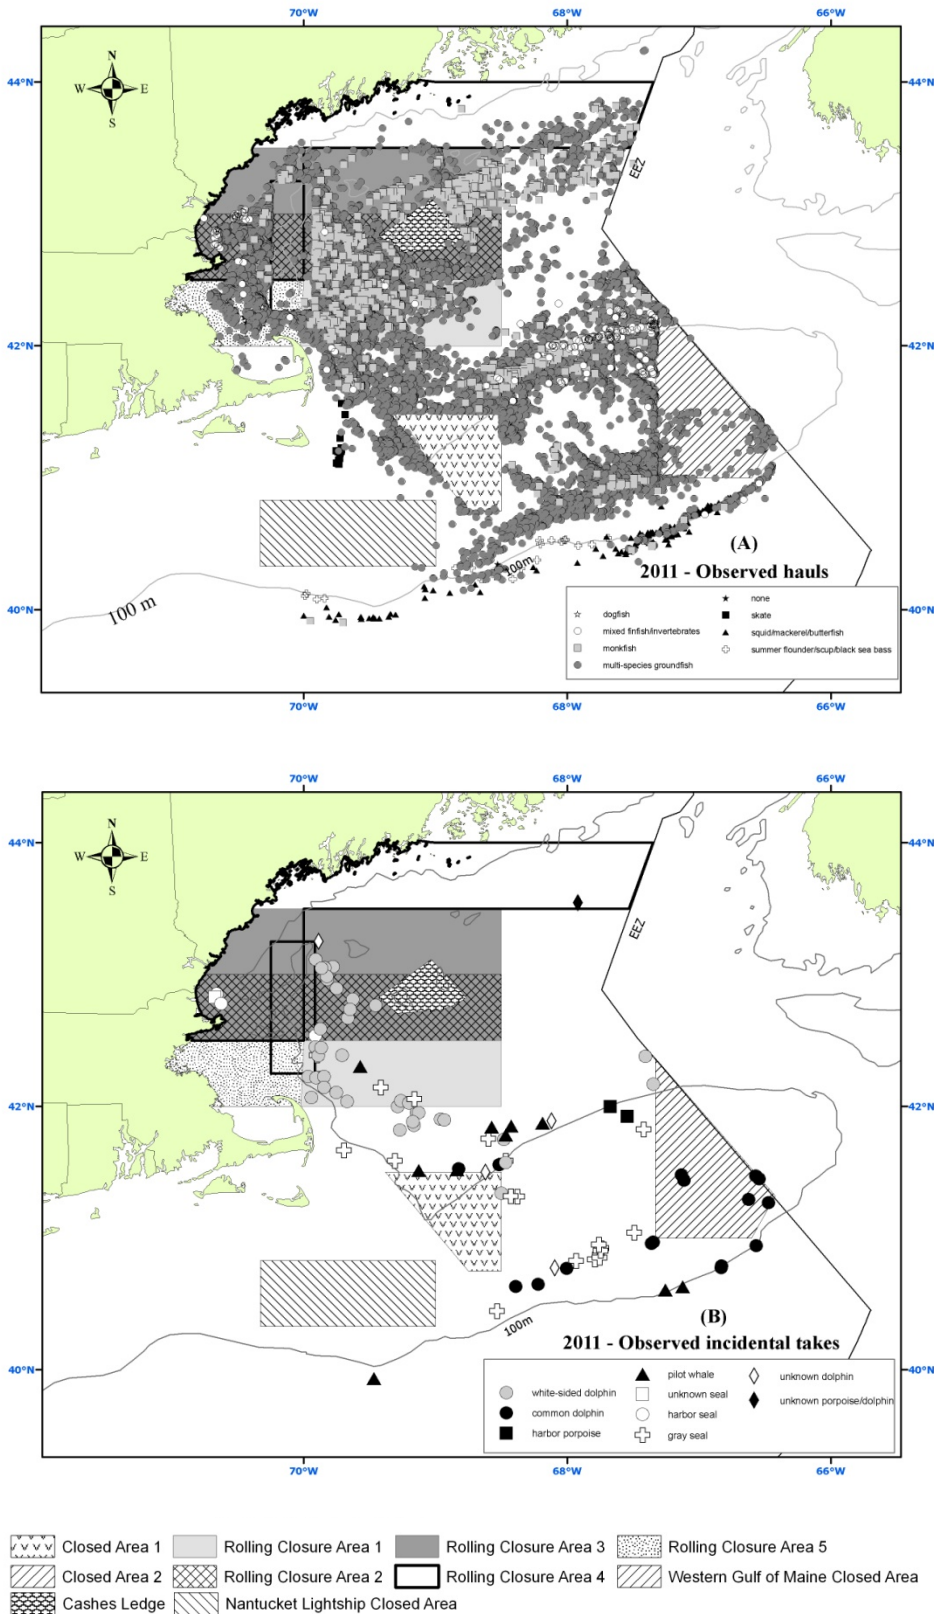 70°W 68°W 66°W
44°N 44°N
N
W E
S
EEZ
42°N 42°N
100m
(A)
2011 - Observed hauls
100 m
40°N 40°N
none
dogfish
skate
mixed finfish/invertebrates
squid/mackerel/butterfish
monkfish
summer flounder/scup/black sea bass
multi-species groundfish
70°W 68°W 66°W
70°W 68°W 66°W
44°N 44°N
N
W E
S
EEZ
42°N 42°N
100m
(B)
2011 - Observed incidental takes
40°N 40°N
pilot whale
unknown dolphin
white-sided dolphin
unknown seal
unknown porpoise/dolphin
common dolphin
harbor seal
harbor porpoise
gray seal
70°W 68°W 66°W
Closed Area 1 Rolling Closure Area 1 Rolling Closure Area 3 Rolling Closure Area 5
Closed Area 2 Rolling Closure Area 2 Rolling Closure Area 4 Western Gulf of Maine Closed Area
Cashes Ledge Nantucket Lightship Closed Area